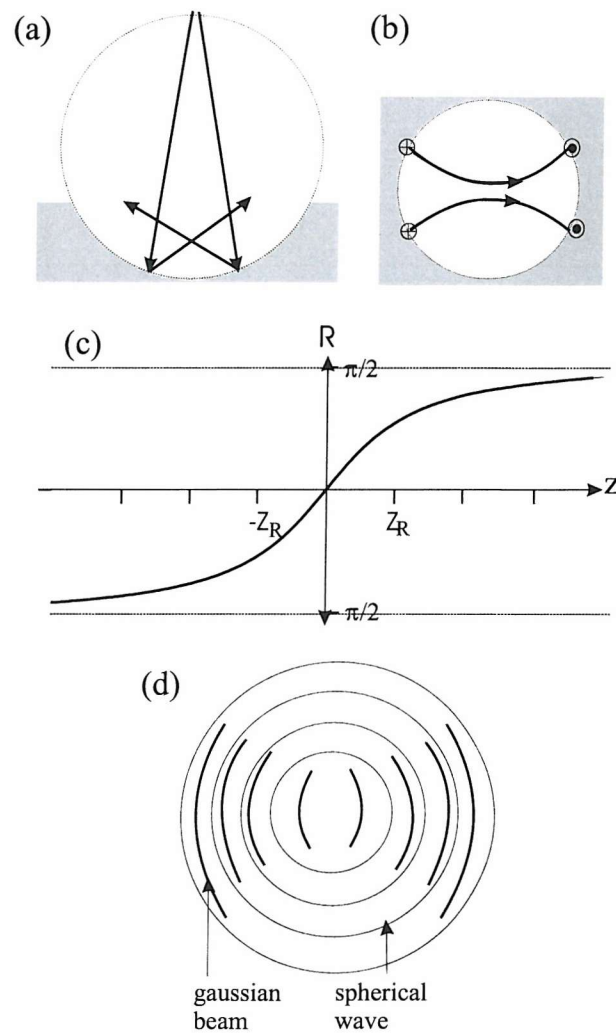 (a)
(b)
(c)
R
π/2
-Z_R
Z_R
Z
-π/2
(d)
gaussian
beam
spherical
wave